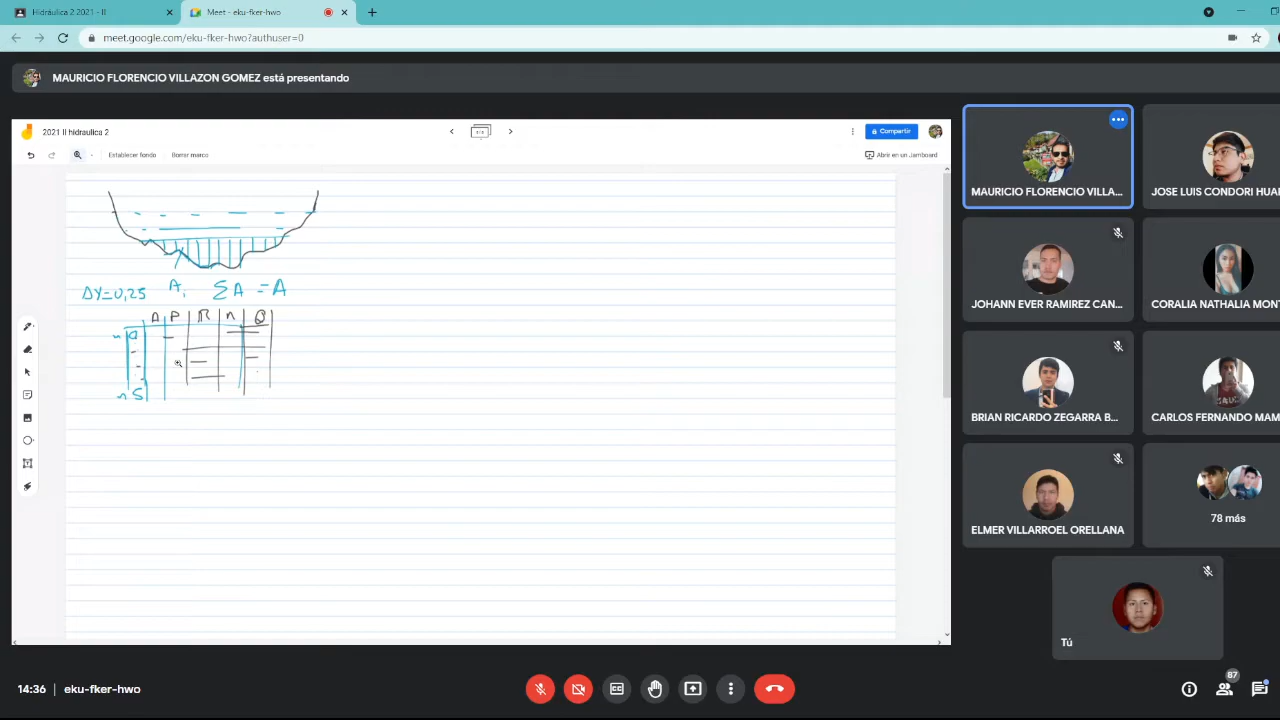 Hidráulica 2 2021 - II
Meet - eku-fker-hwo
meet.google.com/eku-fker-hwo?authuser=0
MAURICIO FLORENCIO VILLAZON GOMEZ está presentando
2021 II hidraulica 2
Compartir
Establecer fondo
Borrar marco
Abrir en un Jamboard
ΔY=0,25
Ai
ΣA = A
A P R n Q
MAURICIO FLORENCIO VILLA...
JOSE LUIS CONDORI HUA
JOHANN EVER RAMIREZ CAN...
CORALIA NATHALIA MON
BRIAN RICARDO ZEGARRA B...
CARLOS FERNANDO MAM
ELMER VILLARROEL ORELLANA
78 más
Tú
14:36 | eku-fker-hwo
87